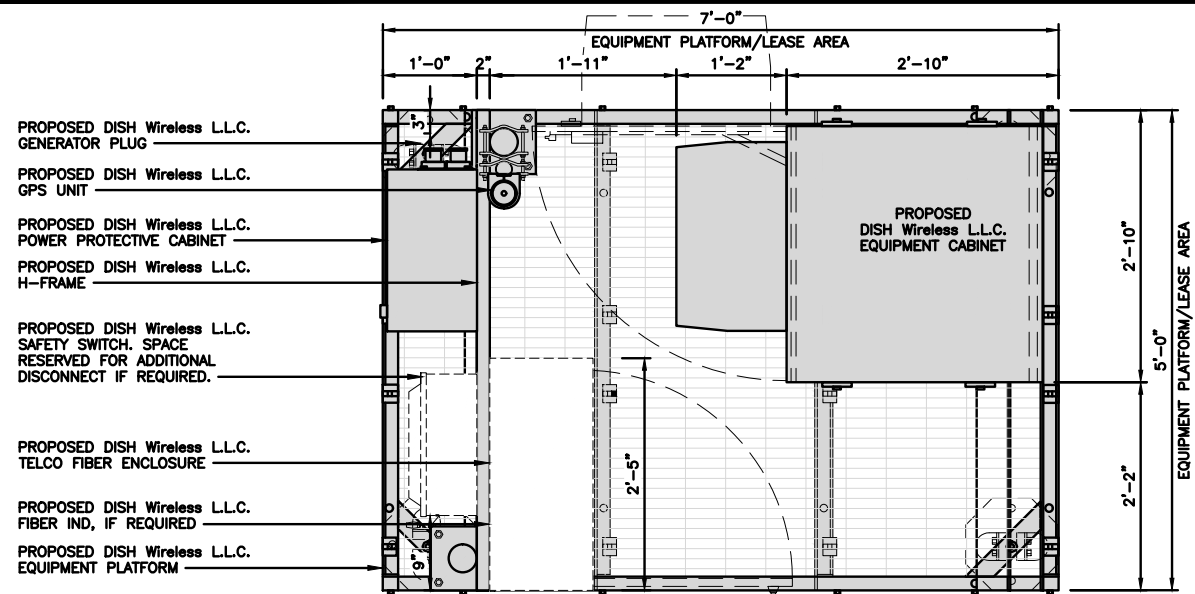 7'-0"
EQUIPMENT PLATFORM/LEASE AREA
1'-0" 2" 1'-11" 1'-2" 2'-10"
3"
PROPOSED DISH Wireless L.L.C.
GENERATOR PLUG
PROPOSED DISH Wireless L.L.C.
GPS UNIT
PROPOSED DISH Wireless L.L.C.
POWER PROTECTIVE CABINET
PROPOSED DISH Wireless L.L.C.
H-FRAME
PROPOSED DISH Wireless L.L.C.
SAFETY SWITCH. SPACE
RESERVED FOR ADDITIONAL
DISCONNECT IF REQUIRED.
PROPOSED DISH Wireless L.L.C.
TELCO FIBER ENCLOSURE
PROPOSED DISH Wireless L.L.C.
FIBER IND, IF REQUIRED
PROPOSED DISH Wireless L.L.C.
EQUIPMENT PLATFORM
PROPOSED
DISH Wireless L.L.C.
EQUIPMENT CABINET
2'-5"
9"
2'-10"
2'-2"
5'-0"
EQUIPMENT PLATFORM/LEASE AREA